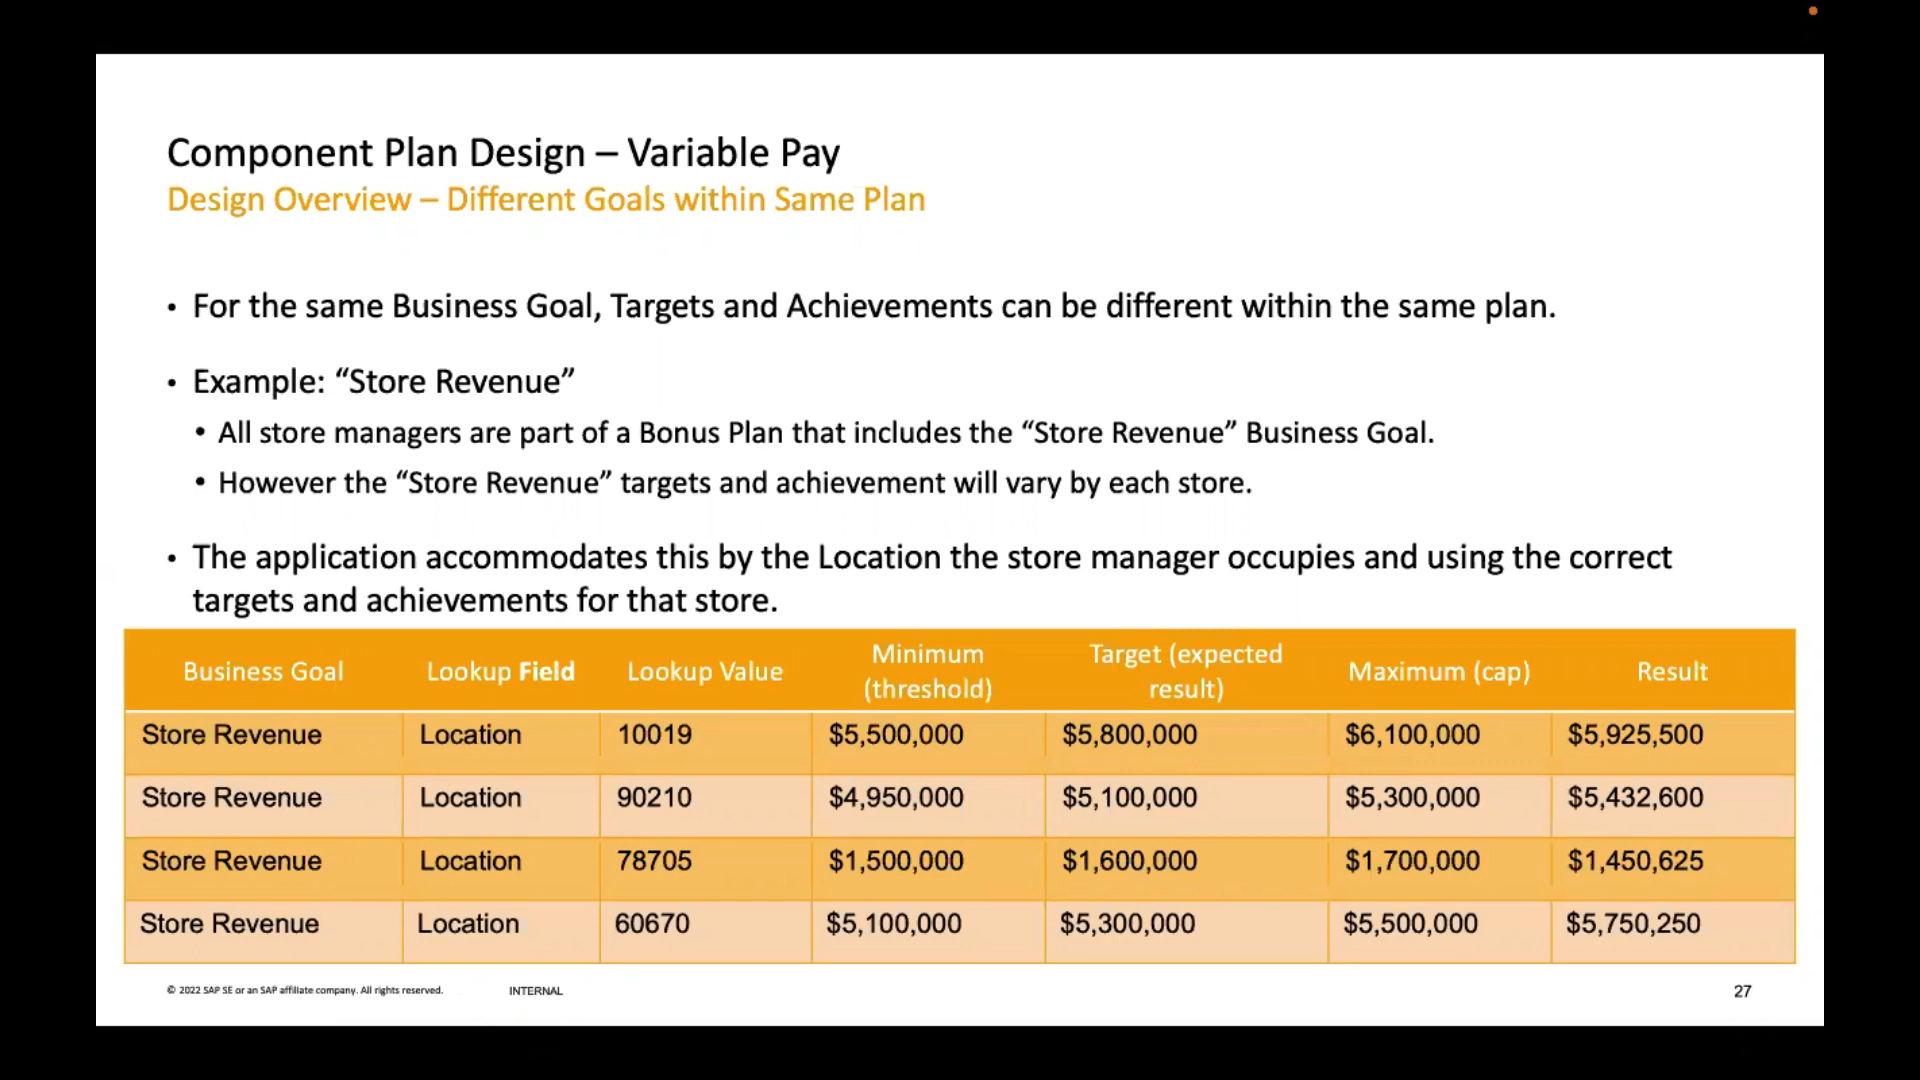 Component Plan Design – Variable Pay
Design Overview – Different Goals within Same Plan
• For the same Business Goal, Targets and Achievements can be different within the same plan.
• Example: “Store Revenue”
• All store managers are part of a Bonus Plan that includes the “Store Revenue” Business Goal.
• However the “Store Revenue” targets and achievement will vary by each store.
• The application accommodates this by the Location the store manager occupies and using the correct
targets and achievements for that store.
Business Goal Lookup Field Lookup Value Minimum (threshold) Target (expected result) Maximum (cap) Result
Store Revenue Location 10019 $5,500,000 $5,800,000 $6,100,000 $5,925,500
Store Revenue Location 90210 $4,950,000 $5,100,000 $5,300,000 $5,432,600
Store Revenue Location 78705 $1,500,000 $1,600,000 $1,700,000 $1,450,625
Store Revenue Location 60670 $5,100,000 $5,300,000 $5,500,000 $5,750,250
© 2022 SAP SE or an SAP affiliate company. All rights reserved. INTERNAL 27